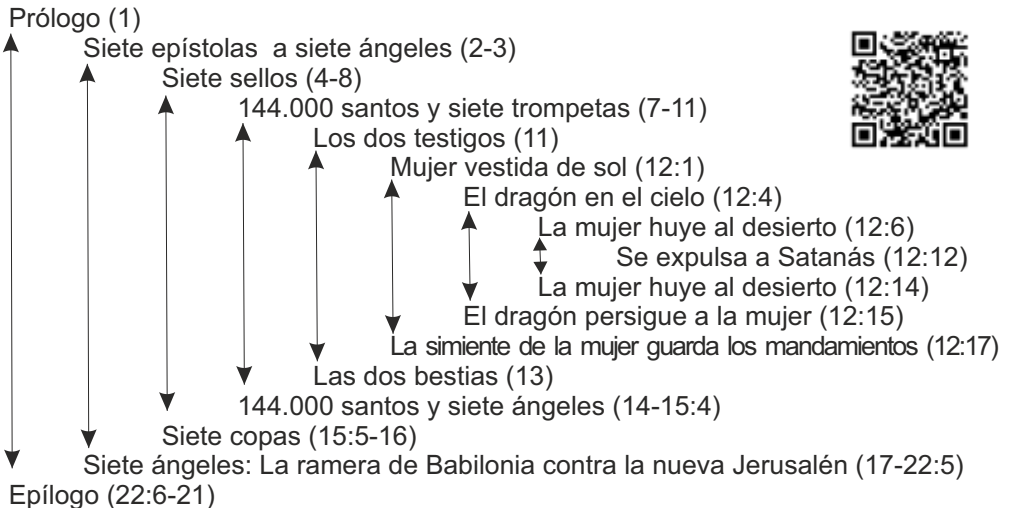 Prólogo (1)
Siete epístolas a siete ángeles (2-3)
Siete sellos (4-8)
144.000 santos y siete trompetas (7-11)
Los dos testigos (11)
Mujer vestida de sol (12:1)
El dragón en el cielo (12:4)
La mujer huye al desierto (12:6)
Se expulsa a Satanás (12:12)
La mujer huye al desierto (12:14)
El dragón persigue a la mujer (12:15)
La simiente de la mujer guarda los mandamientos (12:17)
Las dos bestias (13)
144.000 santos y siete ángeles (14-15:4)
Siete copas (15:5-16)
Siete ángeles: La ramera de Babilonia contra la nueva Jerusalén (17-22:5)
Epílogo (22:6-21)